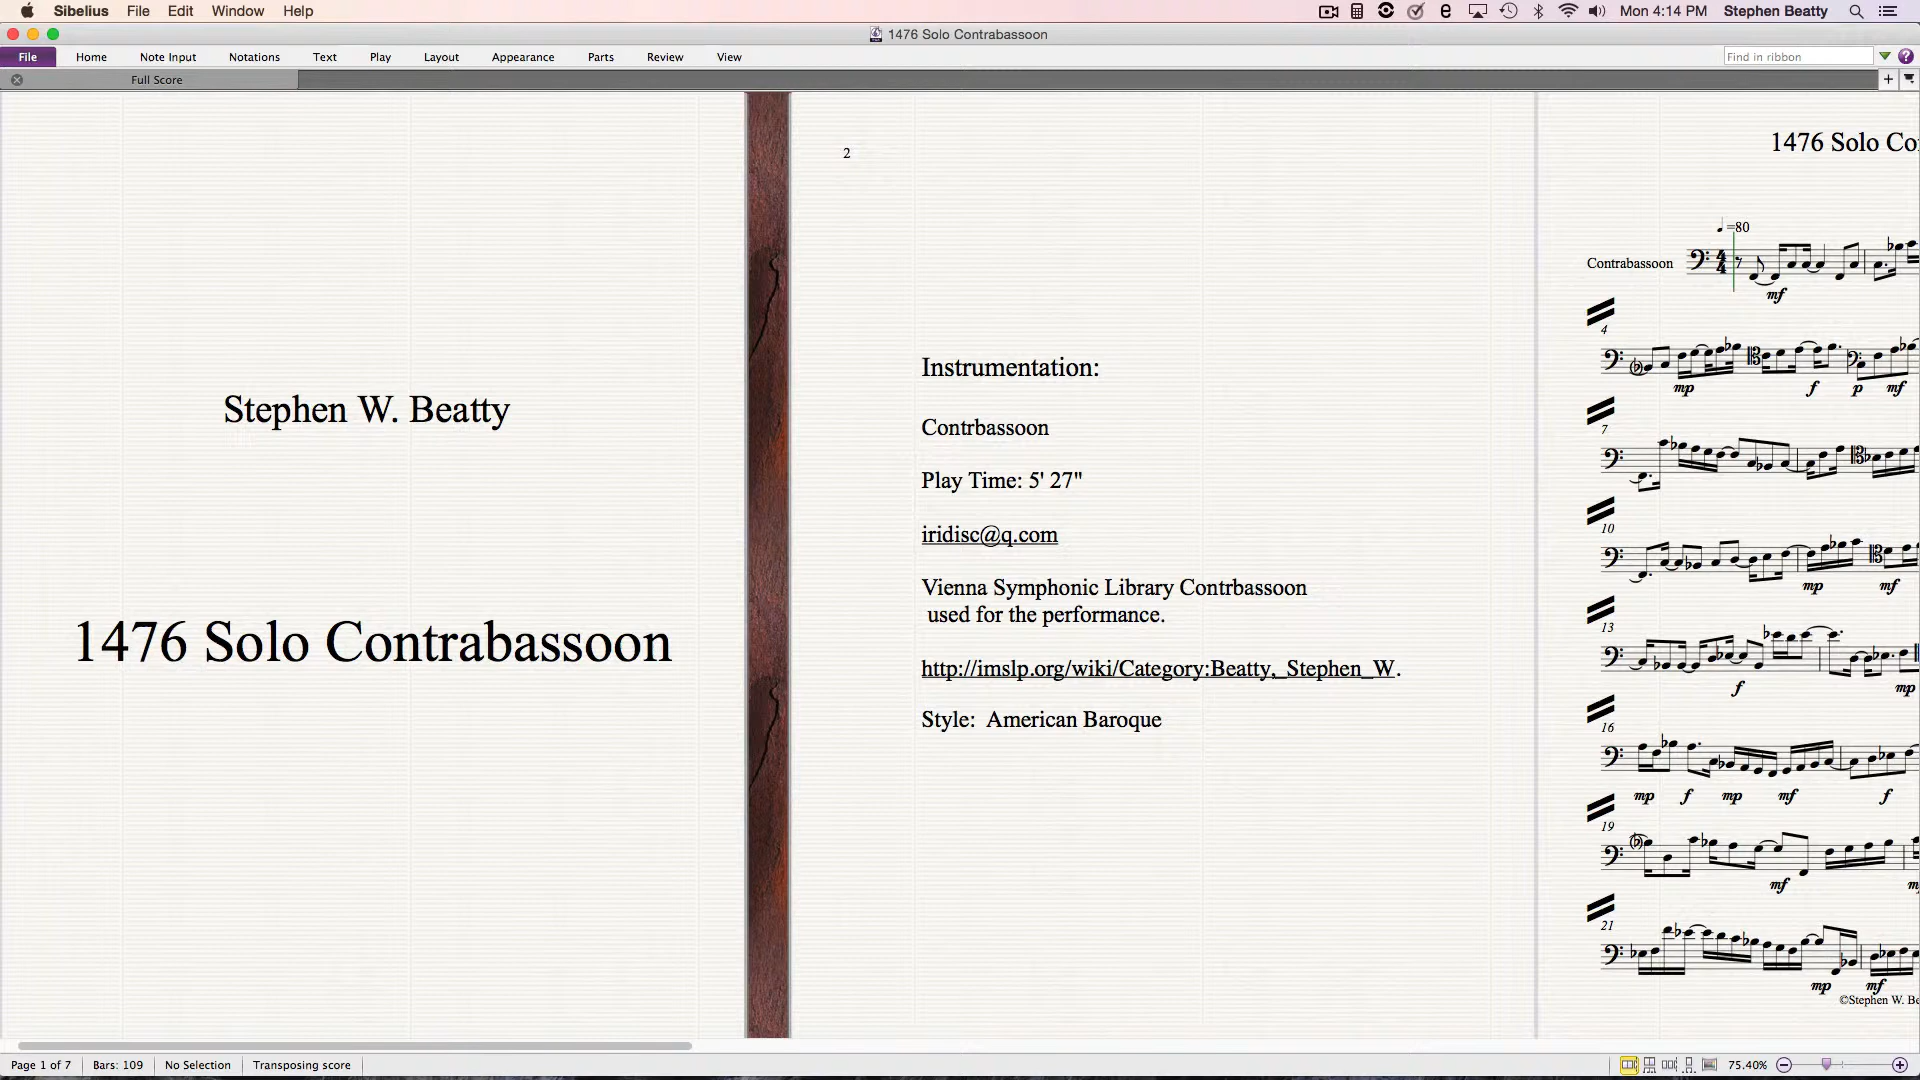 Sibelius File Edit Window Help
Mon 4:14 PM Stephen Beatty
1476 Solo Contrabassoon
File Home Note Input Notations Text Play Layout Appearance Parts Review View
Find in ribbon
Full Score
Stephen W. Beatty
1476 Solo Contrabassoon
2
Instrumentation:
Contrbassoon
Play Time: 5' 27"
iridisc@q.com
Vienna Symphonic Library Contrbassoon
used for the performance.
http://imslp.org/wiki/Category:Beatty,_Stephen_W.
Style: American Baroque
1476 Solo Co
=80
Contrabassoon
mf
4
mp f p mf
7
10
mp mf
13
f mp
16
mp f mp mf f
19
mf
21
mp mf
©Stephen W. Be
Page 1 of 7 Bars: 109 No Selection Transposing score
75.40%